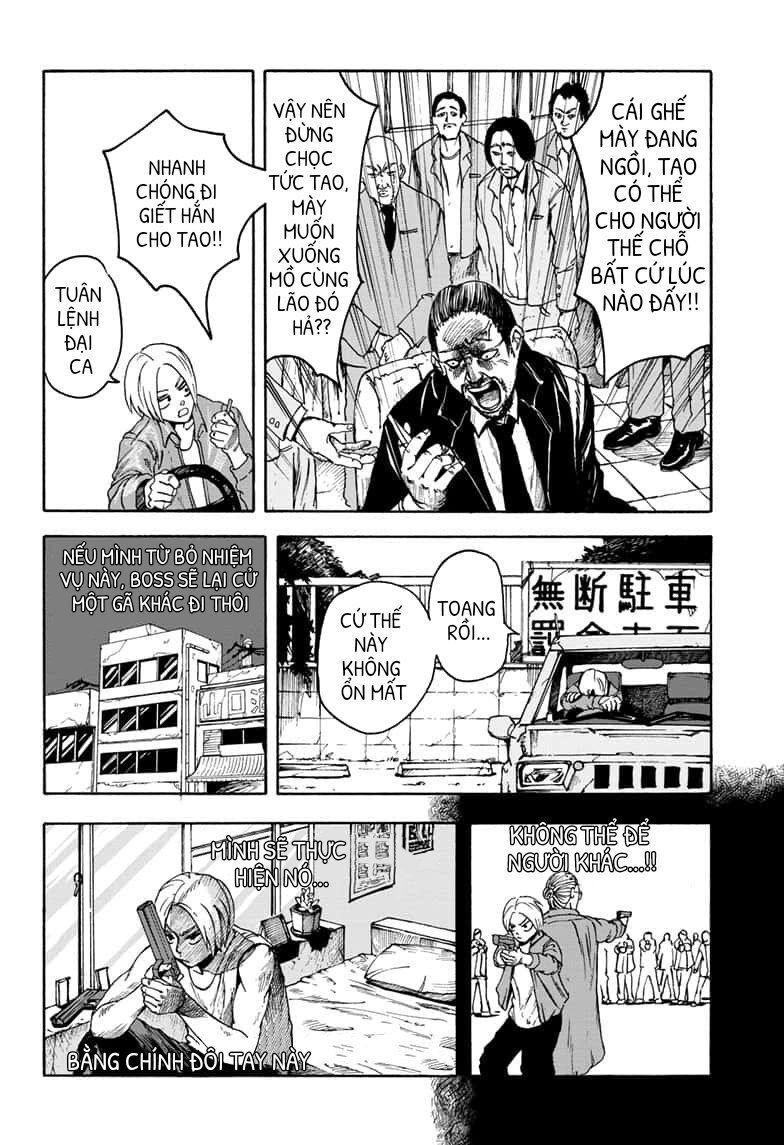 CÁI GHẾ
MÀY ĐANG
NGỒI, TAO
CÓ THỂ
CHO NGƯỜI
THẾ CHỖ
BẤT CỨ LÚC
NÀO ĐẤY!!
VẬY NÊN
ĐỪNG
CHỌC
TỨC TAO,
MÀY
MUỐN
XUỐNG
MỒ CÙNG
LÃO ĐÓ
HẢ??
NHANH
CHÓNG ĐI
GIẾT HẮN
CHO TAO!!
TUÂN
LỆNH
ĐẠI
CA
無断駐車
TOANG
RỒI...
CỨ THẾ
NÀY
KHÔNG
ỔN MẤT
NẾU MÌNH TỪ BỎ NHIỆM
VỤ NÀY, BOSS SẼ LẠI CỬ
MỘT GÃ KHÁC ĐI THÔI
KHÔNG THỂ ĐỂ
NGƯỜI KHÁC...!!
MÌNH SẼ THỰC
HIỆN NÓ...
BẰNG CHÍNH ĐÔI TAY NÀY